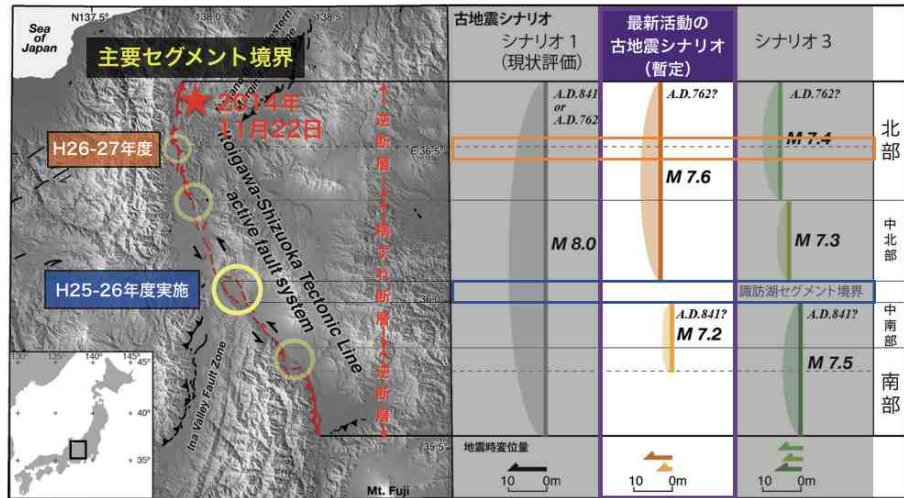 N137.5°
138.0°
138.5°
Sea
of
Japan
主要セグメント境界
2014年
11月22日
H26-27年度
E 36.5°
Itoigawa-Shizuoka Tectonic Line
active fault system
逆断層←→横ずれ断層←→逆断層
H25-26年度実施
36.0°
Ina Valley Fault Zone
35.5°
Mt. Fuji
135°
140°
145°
45°
40°
35°
古地震シナリオ
シナリオ 1
(現状評価)
最新活動の
古地震シナリオ
(暫定)
シナリオ 3
A.D.841
or
A.D.762
A.D.762?
A.D.762?
M 7.4
M 7.6
M 8.0
M 7.3
諏訪湖セグメント境界
A.D.841?
A.D.841?
M 7.2
M 7.5
北部
中北部
中南部
南部
地震時変位量
10 0m
10 0m
10 0m